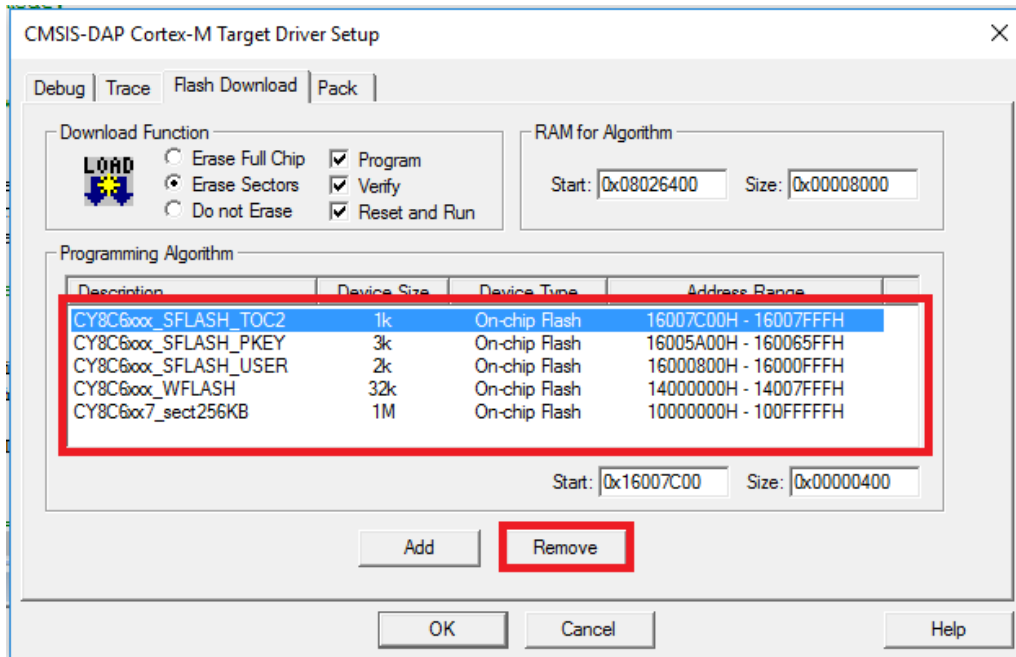 CMSIS-DAP Cortex-M Target Driver Setup
Debug Trace Flash Download Pack
Download Function
LOAD
Erase Full Chip
Erase Sectors
Do not Erase
Program
Verify
Reset and Run
RAM for Algorithm
Start: 0x08026400 Size: 0x00008000
Programming Algorithm
Description Device Size Device Type Address Range
CY8C6xxx_SFLASH_TOC2 1k On-chip Flash 16007C00H - 16007FFFH
CY8C6xxx_SFLASH_PKEY 3k On-chip Flash 16005A00H - 160065FFH
CY8C6xxx_SFLASH_USER 2k On-chip Flash 16000800H - 16000FFFH
CY8C6xxx_WFLASH 32k On-chip Flash 14000000H - 14007FFFH
CY8C6xx7_sect256KB 1M On-chip Flash 10000000H - 100FFFFFH
Start: 0x16007C00 Size: 0x00000400
Add Remove
OK Cancel Help